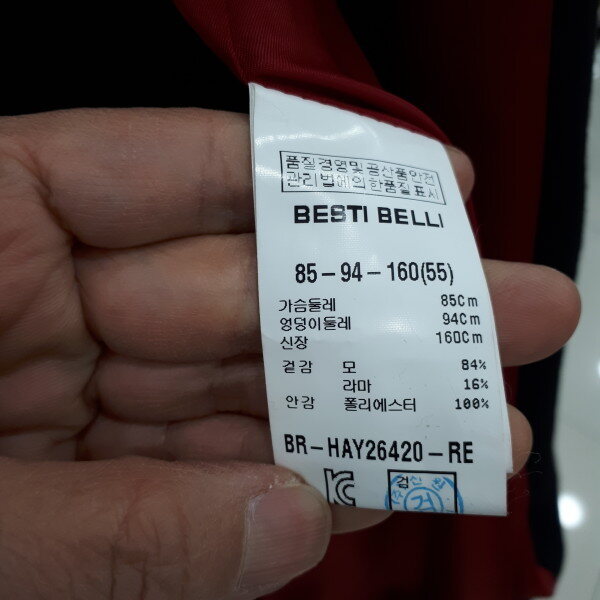 품질경영및공산품안전
관리법에의한품질표시
BESTI BELLI
85-94-160(55)
가슴둘레 85Cm
엉덩이둘레 94Cm
신장 160Cm
겉감 모 84%
라마 16%
안감 폴리에스터 100%
BR-HAY26420-RE